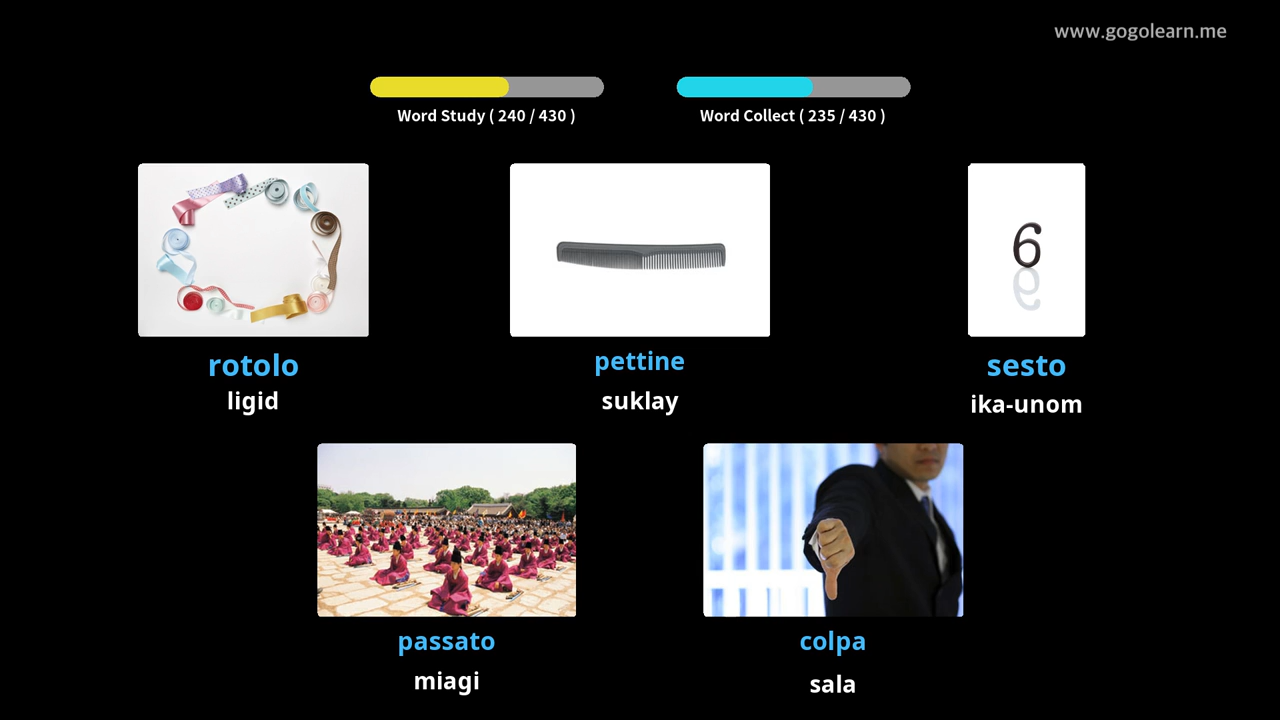 www.gogolearn.me
Word Study ( 240 / 430 )
Word Collect ( 235 / 430 )
6
rotolo
ligid
pettine
suklay
sesto
ika-unom
passato
miagi
colpa
sala